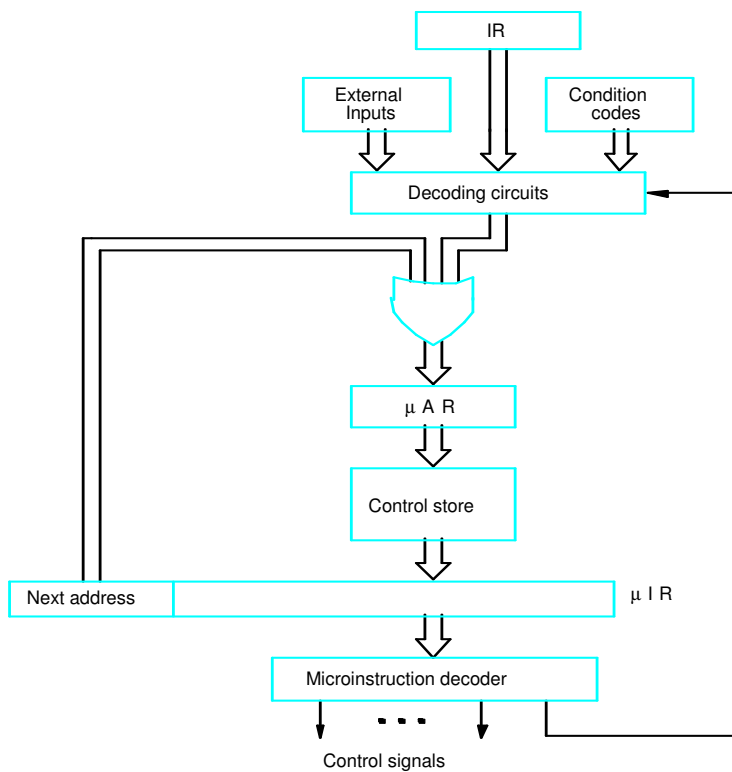 IR
External
Inputs
Condition
codes
Decoding circuits
μ A R
Control store
Next address
μ I R
Microinstruction decoder
Control signals